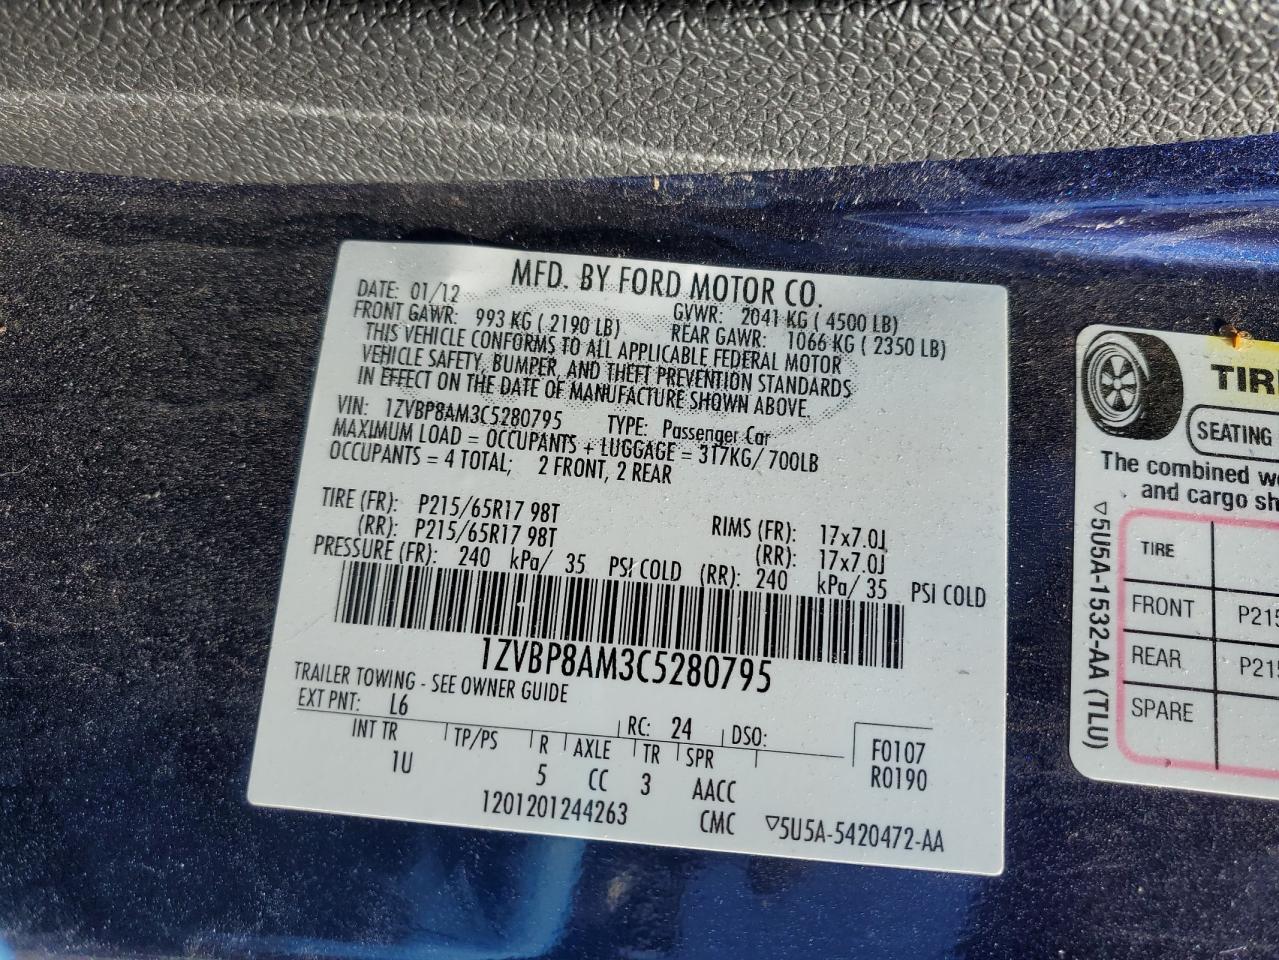 MFD. BY FORD MOTOR CO.
DATE: 01/12 GVWR: 2041 KG ( 4500 LB)
FRONT GAWR: 993 KG ( 2190 LB) REAR GAWR: 1066 KG ( 2350 LB)
THIS VEHICLE CONFORMS TO ALL APPLICABLE FEDERAL MOTOR
VEHICLE SAFETY, BUMPER, AND THEFT PREVENTION STANDARDS
IN EFFECT ON THE DATE OF MANUFACTURE SHOWN ABOVE.
VIN: 1ZVBP8AM3C5280795 TYPE: Passenger Car
MAXIMUM LOAD = OCCUPANTS + LUGGAGE = 317KG/ 700LB
OCCUPANTS = 4 TOTAL; 2 FRONT, 2 REAR
TIRE (FR): P215/65R17 98T RIMS (FR): 17x7.0J
(RR): P215/65R17 98T (RR): 17x7.0J
PRESSURE (FR): 240 kPa/ 35 PSI COLD (RR): 240 kPa/ 35 PSI COLD
1ZVBP8AM3C5280795
TRAILER TOWING - SEE OWNER GUIDE
EXT PNT: L6 RC: 24 DSO:
INT TR TP/PS R AXLE TR SPR F0107
1U 5 CC 3 AACC R0190
1201201244263 CMC ▽5U5A-5420472-AA
TIR
SEATING
The combined
and cargo
▽5U5A-1532-AA (TLU)
TIRE
FRONT P215
REAR P215
SPARE